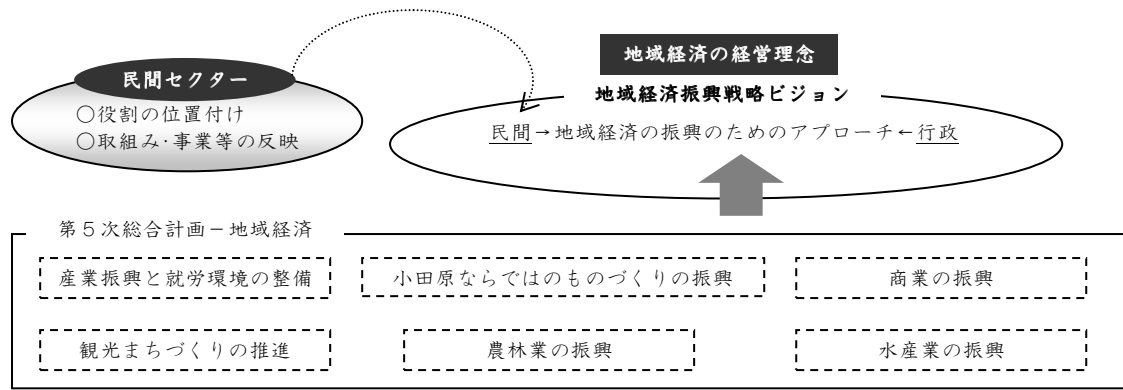 民間セクター
○役割の位置付け
○取組み・事業等の反映
地域経済の経営理念
地域経済振興戦略ビジョン
民間→地域経済の振興のためのアプローチ←行政
第5次総合計画－地域経済
産業振興と就労環境の整備
小田原ならではのものづくりの振興
商業の振興
観光まちづくりの推進
農林業の振興
水産業の振興